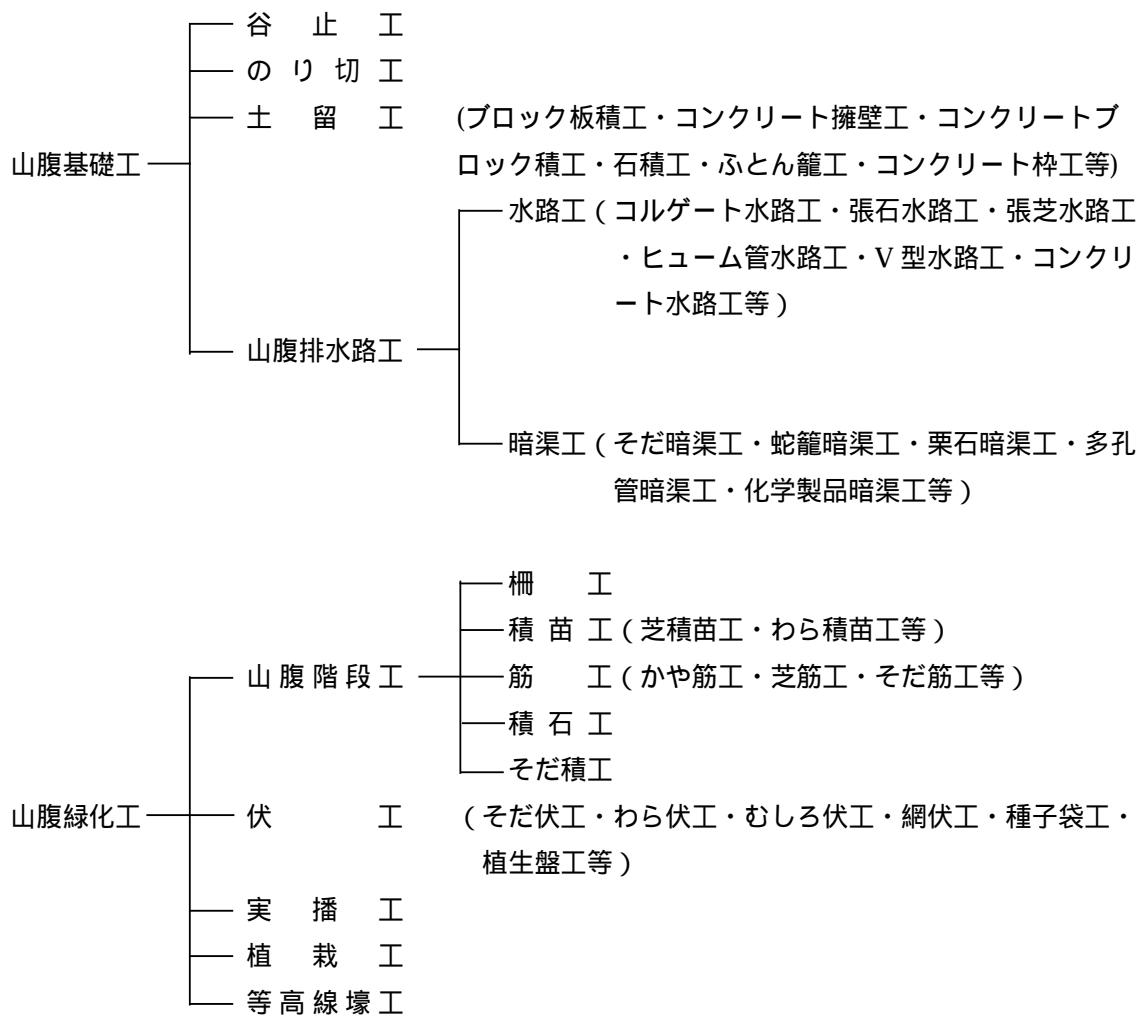 谷止工
のり切工
土留工 (ブロック板積工・コンクリート擁壁工・コンクリートブ
山腹基礎工 ロック積工・石積工・ふとん籠工・コンクリート枠工等)
水路工(コルゲート水路工・張石水路工・張芝水路工
・ヒューム管水路工・V型水路工・コンクリ
ート水路工等)
山腹排水路工
暗渠工(そだ暗渠工・蛇籠暗渠工・栗石暗渠工・多孔
管暗渠工・化学製品暗渠工等)
柵工
積苗工(芝積苗工・わら積苗工等)
山腹階段工 筋工(かや筋工・芝筋工・そだ筋工等)
積石工
そだ積工
山腹緑化工 伏工 (そだ伏工・わら伏工・むしろ伏工・網伏工・種子袋工・
植生盤工等)
実播工
植栽工
等高線壕工